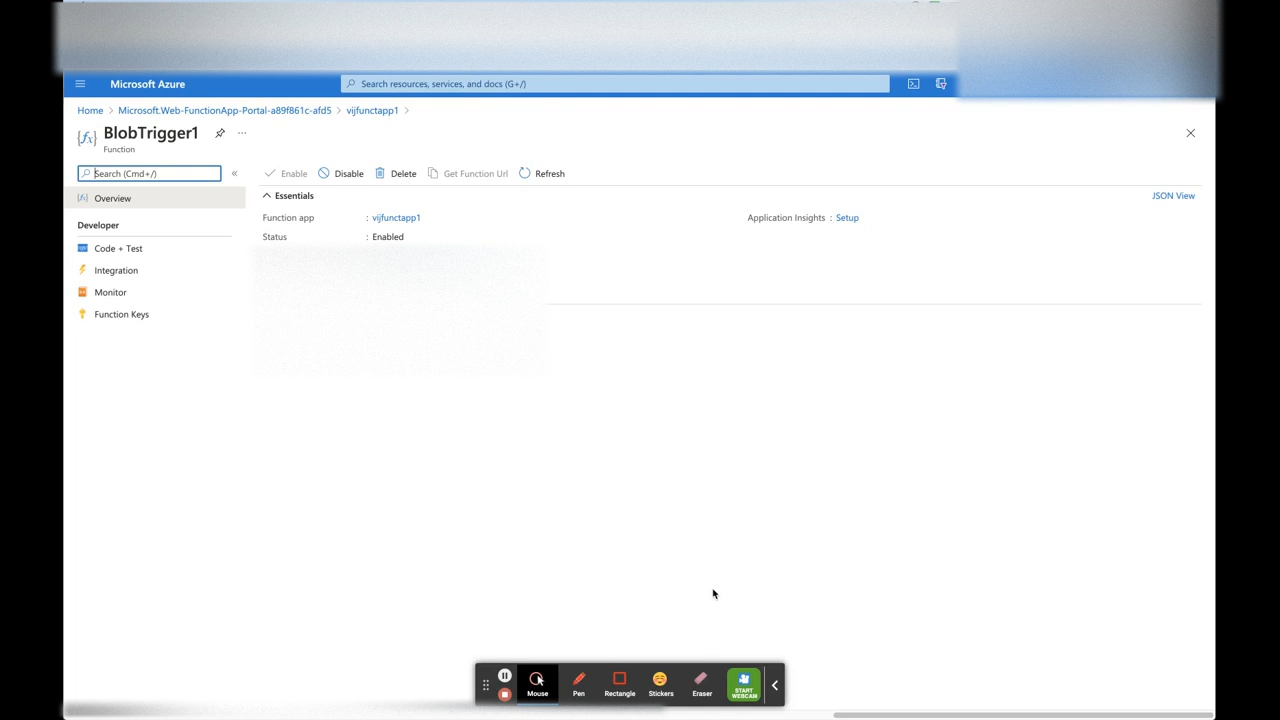 Microsoft Azure
Search resources, services, and docs (G+/)
Home > Microsoft.Web-FunctionApp-Portal-a89f861c-afd5 > vijfunctapp1 >
BlobTrigger1
Function
Search (Cmd+/)
«
Enable
Disable
Delete
Get Function Url
Refresh
Overview
Essentials
JSON View
Function app : vijfunctapp1
Application Insights : Setup
Status : Enabled
Developer
Code + Test
Integration
Monitor
Function Keys
Mouse
Pen
Rectangle
Stickers
Eraser
START
WEBCAM